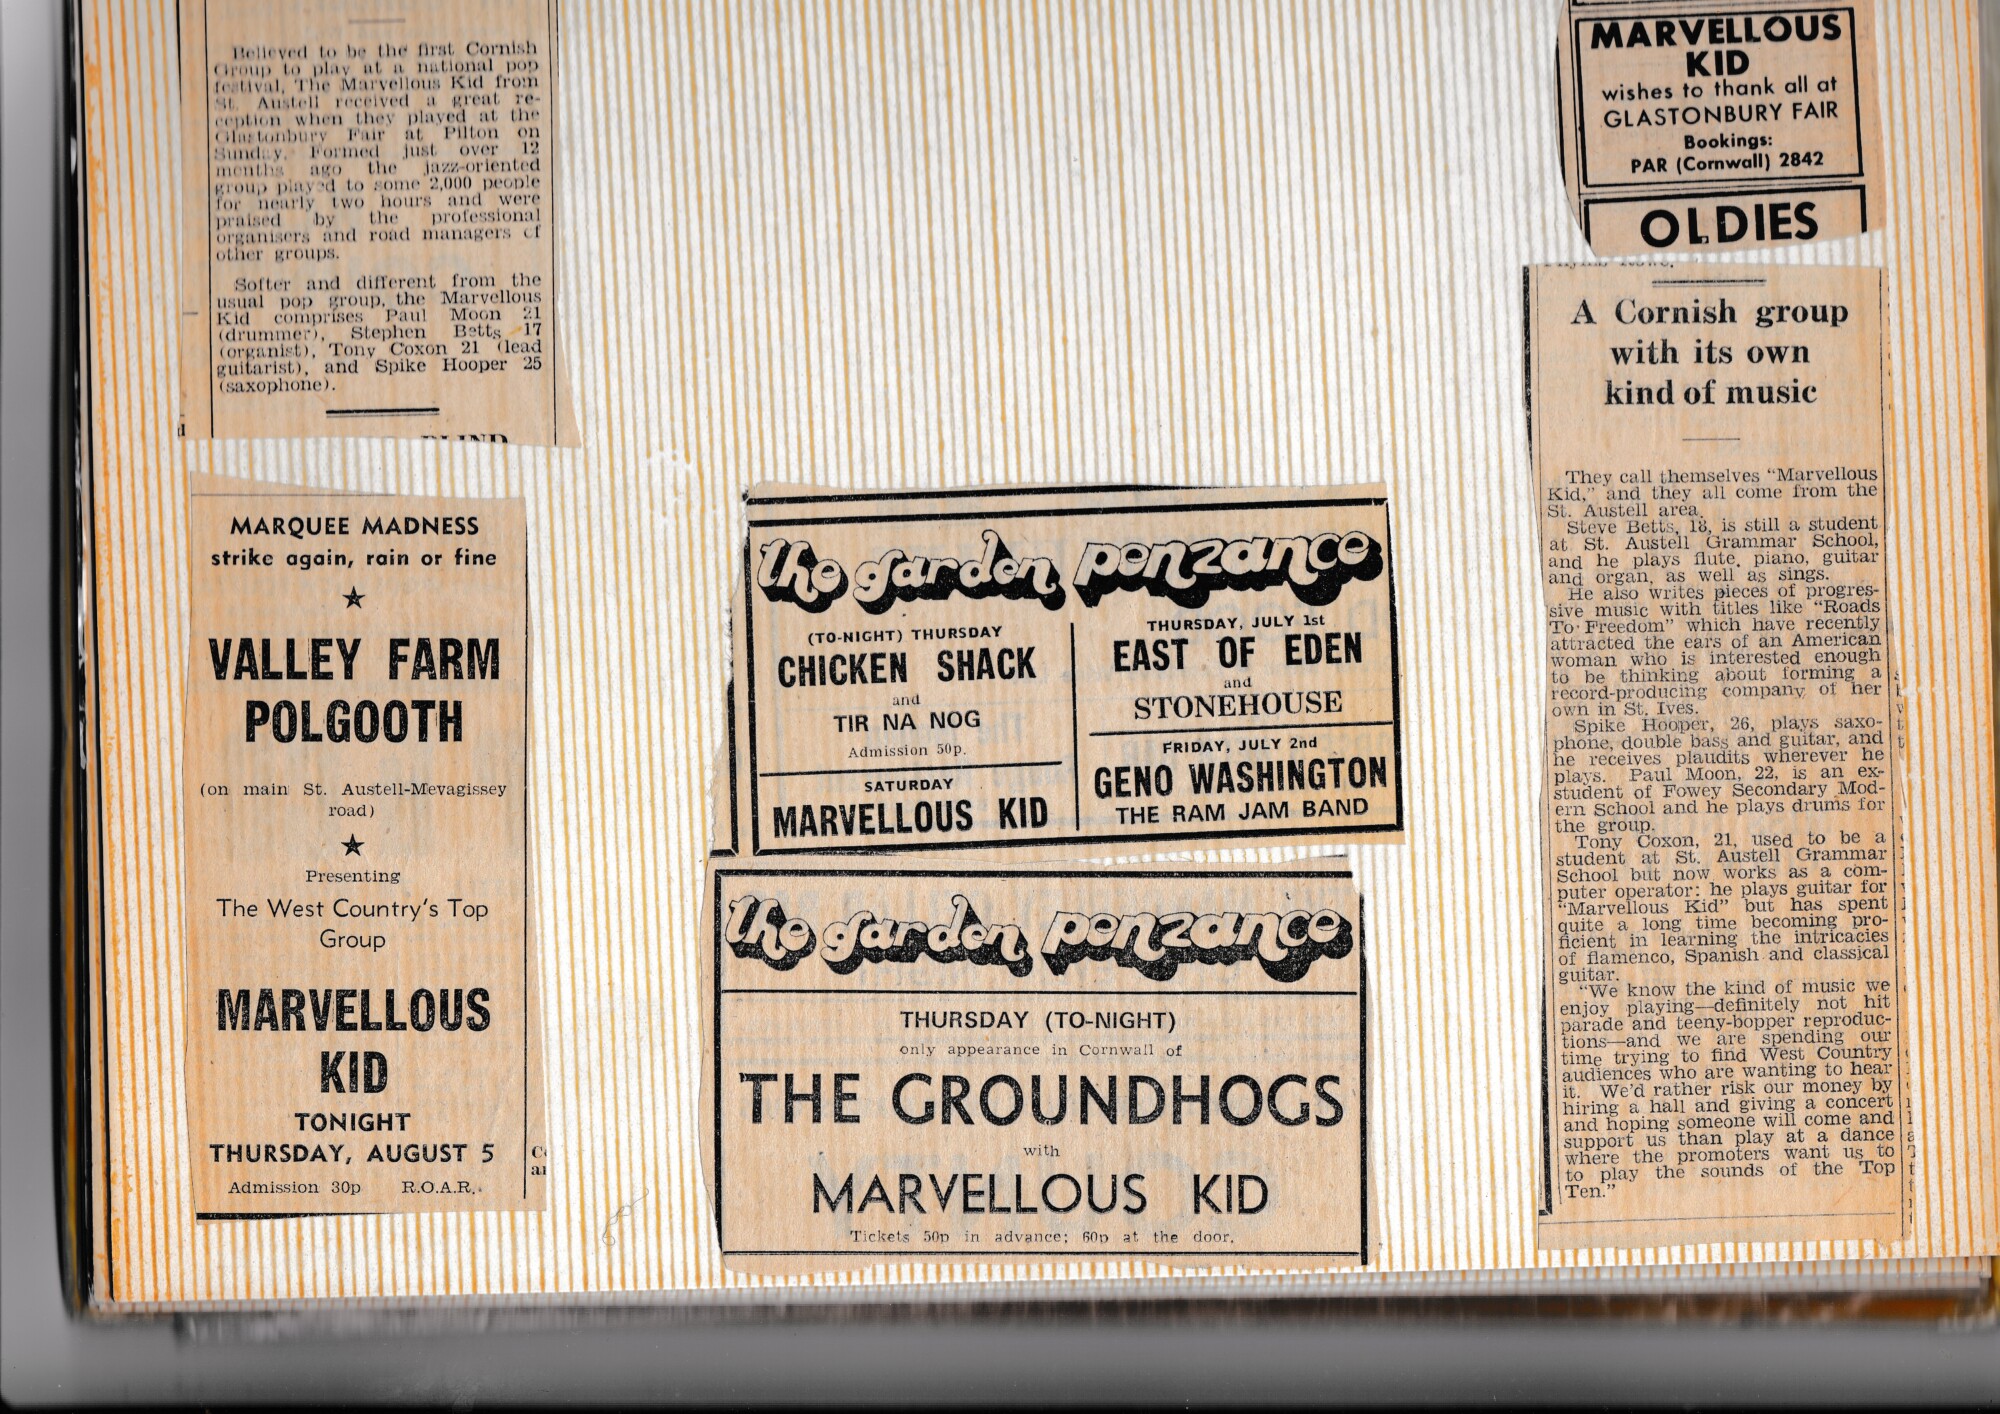 Believed to be the first Cornish
Group to play at a national pop
festival, The Marvellous Kid from
St. Austell received a great re-
ception when they played at the
Glastonbury Fair at Pilton on
Sunday. Formed just over 12
months ago the jazz-oriented
group played to some 2,000 people
for nearly two hours and were
praised by the professional
organisers and road managers of
other groups.
Softer and different from the
usual pop group, the Marvellous
Kid comprises Paul Moon 21
(drummer), Stephen Betts 17
(organist), Tony Coxon 21 (lead
guitarist), and Spike Hooper 25
(saxophone).
MARQUEE MADNESS
strike again, rain or fine
VALLEY FARM
POLGOOTH
(on main St. Austell-Mevagissey
road)
Presenting
The West Country's Top
Group
MARVELLOUS
KID
TONIGHT
THURSDAY, AUGUST 5
Admission 30p R.O.A.R.
the garden penzance
(TO-NIGHT) THURSDAY
CHICKEN SHACK
and
TIR NA NOG
Admission 50p.
SATURDAY
MARVELLOUS KID
THURSDAY, JULY 1st
EAST OF EDEN
and
STONEHOUSE
FRIDAY, JULY 2nd
GENO WASHINGTON
THE RAM JAM BAND
the garden penzance
THURSDAY (TO-NIGHT)
only appearance in Cornwall of
THE GROUNDHOGS
with
MARVELLOUS KID
Tickets 50p in advance; 60p at the door.
MARVELLOUS
KID
wishes to thank all at
GLASTONBURY FAIR
Bookings:
PAR (Cornwall) 2842
OLDIES
A Cornish group
with its own
kind of music
They call themselves "Marvellous
Kid," and they all come from the
St. Austell area.
Steve Betts, 18, is still a student
at St. Austell Grammar School,
and he plays flute, piano, guitar
and organ, as well as sings.
He also writes pieces of progres-
sive music with titles like "Roads
To Freedom" which have recently
attracted the ears of an American
woman who is interested enough
to be thinking about forming a
record-producing company of her
own in St. Ives.
Spike Hooper, 26, plays saxo-
phone, double bass and guitar, and
he receives plaudits wherever he
plays. Paul Moon, 22, is an ex-
student of Fowey Secondary Mod-
ern School and he plays drums for
the group.
Tony Coxon, 21, used to be a
student at St. Austell Grammar
School but now works as a com-
puter operator: he plays guitar for
"Marvellous Kid" but has spent
quite a long time becoming pro-
ficient in learning the intricacies
of flamenco, Spanish and classical
guitar.
"We know the kind of music we
enjoy playing—definitely not hit
parade and teeny-bopper reproduc-
tions—and we are spending our
time trying to find West Country
audiences who are wanting to hear
it. We'd rather risk our money by
hiring a hall and giving a concert
and hoping someone will come and
support us than play at a dance
where the promoters want us to
to play the sounds of the Top
Ten."